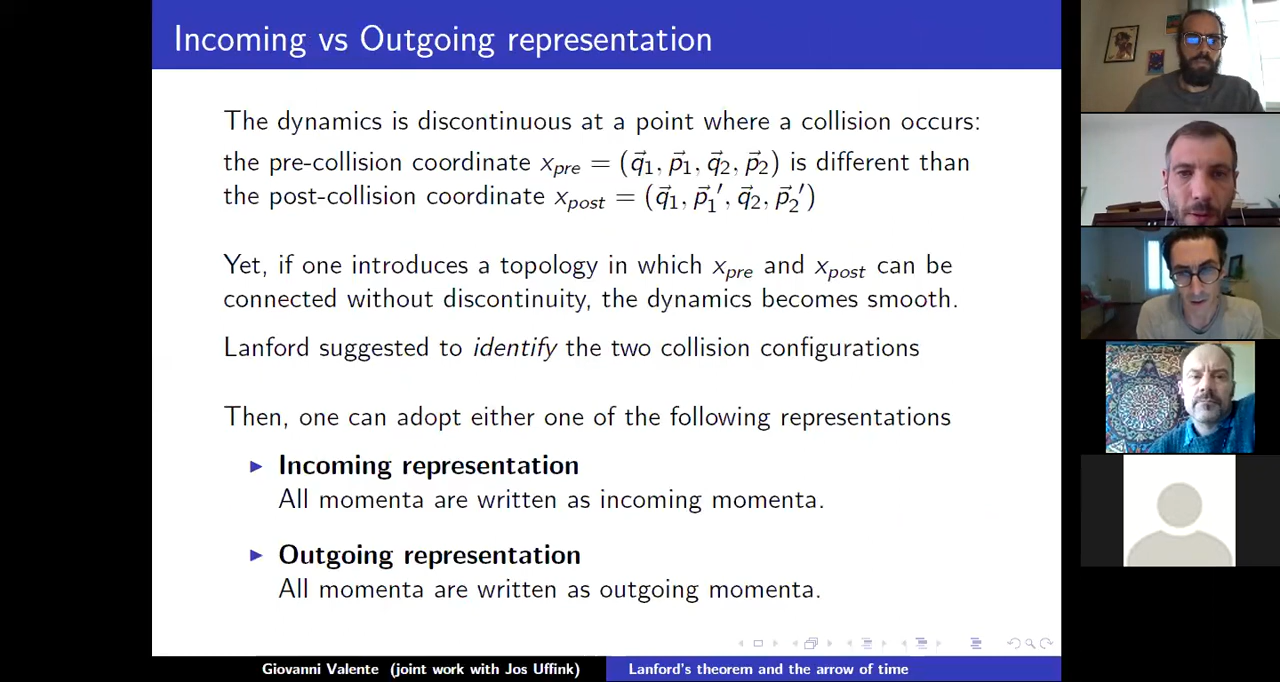 Incoming vs Outgoing representation
The dynamics is discontinuous at a point where a collision occurs:
the pre-collision coordinate x_pre = (q⃗1, p⃗1, q⃗2, p⃗2) is different than
the post-collision coordinate x_post = (q⃗1, p⃗1′, q⃗2, p⃗2′)
Yet, if one introduces a topology in which x_pre and x_post can be
connected without discontinuity, the dynamics becomes smooth.
Lanford suggested to identify the two collision configurations
Then, one can adopt either one of the following representations
▶ Incoming representation
All momenta are written as incoming momenta.
▶ Outgoing representation
All momenta are written as outgoing momenta.
Giovanni Valente (joint work with Jos Uffink) Lanford's theorem and the arrow of time